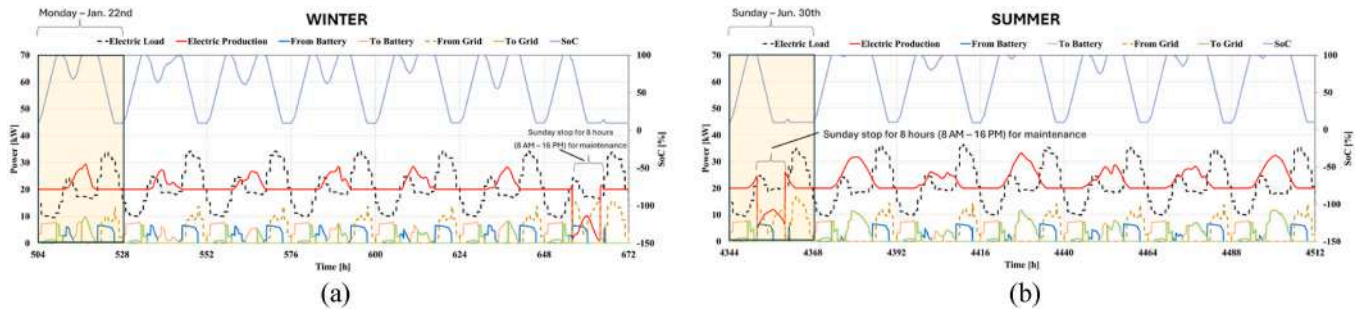 Monday – Jan. 22nd
WINTER
Electric Load
Electric Production
From Battery
To Battery
From Grid
To Grid
SoC
70
60
50
40
30
20
10
0
Power [kW]
100
50
0
-50
-100
-150
SoC [%]
Sunday stop for 8 hours
(8 AM – 16 PM) for maintenance
504
528
552
576
600
624
648
672
Time [h]
(a)
Sunday – Jun. 30th
SUMMER
Electric Load
Electric Production
From Battery
To Battery
From Grid
To Grid
SoC
70
60
50
40
30
20
10
0
Power [kW]
100
50
0
-50
-100
-150
SoC [%]
Sunday stop for 8 hours (8 AM – 16 PM) for maintenance
4344
4368
4392
4416
4440
4464
4488
4512
Time [h]
(b)